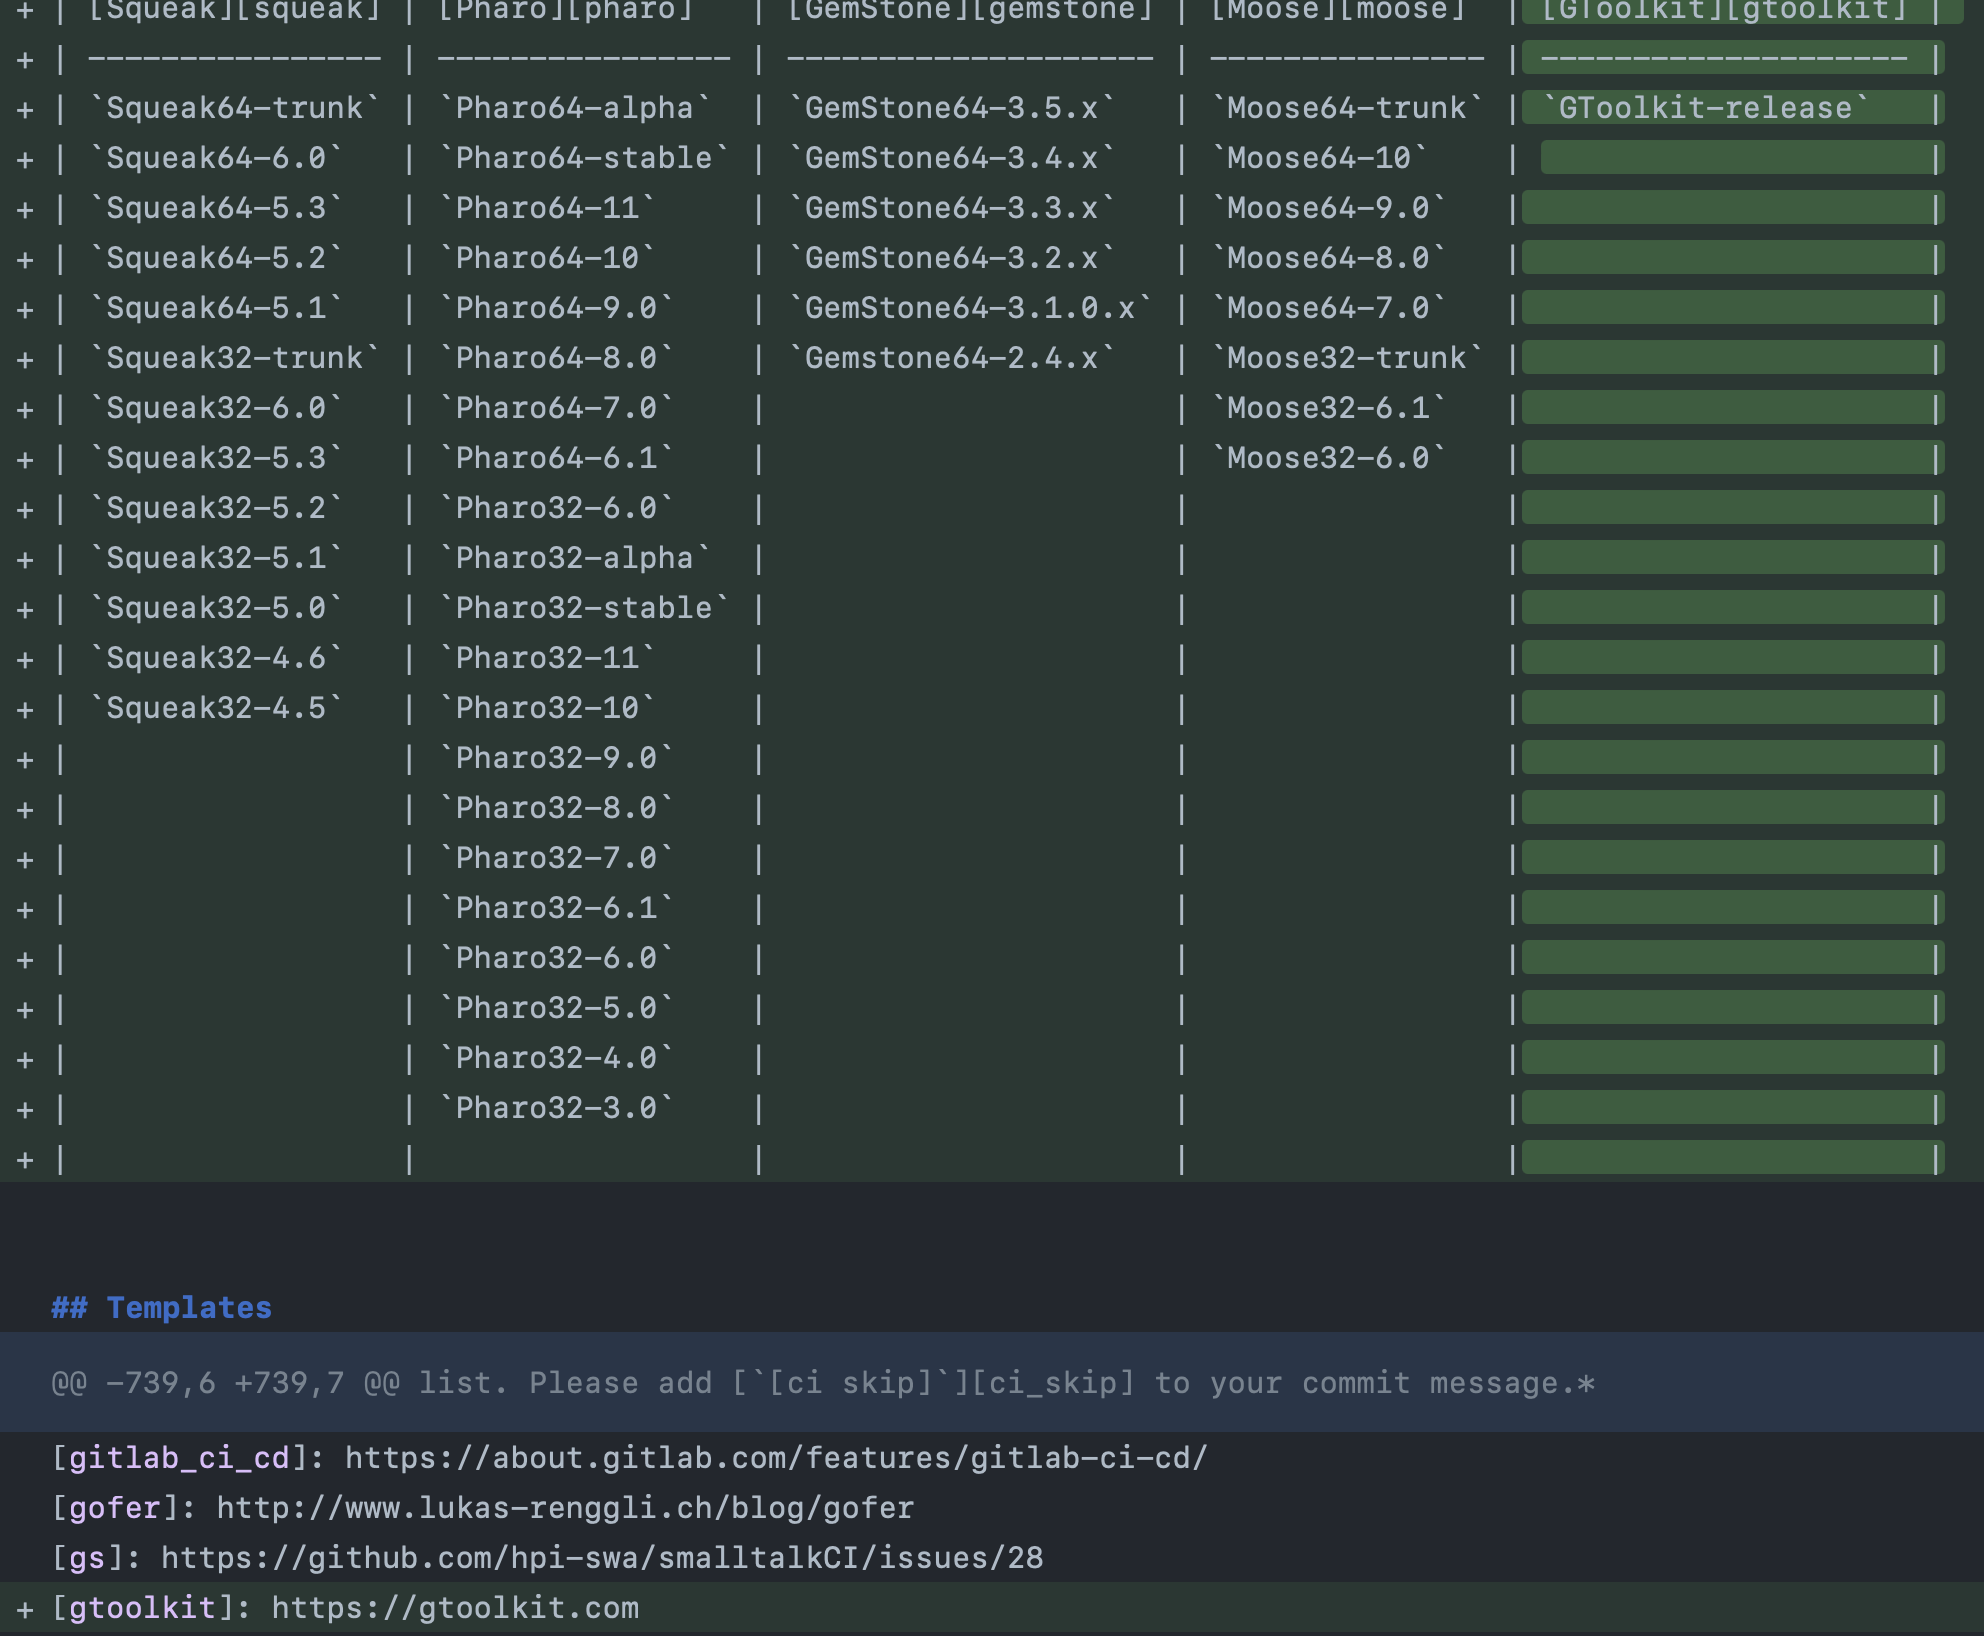 + | [Squeak][squeak] | [Pharo][pharo]   | [GemStone][gemstone] | [Moose][moose]  | [GToolkit][gtoolkit] |
+ | ---------------- | ---------------- | -------------------- | --------------- | -------------------- |
+ | `Squeak64-trunk` | `Pharo64-alpha`  | `GemStone64-3.5.x`   | `Moose64-trunk` | `GToolkit-release`   |
+ | `Squeak64-6.0`   | `Pharo64-stable` | `GemStone64-3.4.x`   | `Moose64-10`    |                      |
+ | `Squeak64-5.3`   | `Pharo64-11`     | `GemStone64-3.3.x`   | `Moose64-9.0`   |                      |
+ | `Squeak64-5.2`   | `Pharo64-10`     | `GemStone64-3.2.x`   | `Moose64-8.0`   |                      |
+ | `Squeak64-5.1`   | `Pharo64-9.0`    | `GemStone64-3.1.0.x` | `Moose64-7.0`   |                      |
+ | `Squeak32-trunk` | `Pharo64-8.0`    | `Gemstone64-2.4.x`   | `Moose32-trunk` |                      |
+ | `Squeak32-6.0`   | `Pharo64-7.0`    |                      | `Moose32-6.1`   |                      |
+ | `Squeak32-5.3`   | `Pharo64-6.1`    |                      | `Moose32-6.0`   |                      |
+ | `Squeak32-5.2`   | `Pharo32-6.0`    |                      |                 |                      |
+ | `Squeak32-5.1`   | `Pharo32-alpha`  |                      |                 |                      |
+ | `Squeak32-5.0`   | `Pharo32-stable` |                      |                 |                      |
+ | `Squeak32-4.6`   | `Pharo32-11`     |                      |                 |                      |
+ | `Squeak32-4.5`   | `Pharo32-10`     |                      |                 |                      |
+ |                  | `Pharo32-9.0`    |                      |                 |                      |
+ |                  | `Pharo32-8.0`    |                      |                 |                      |
+ |                  | `Pharo32-7.0`    |                      |                 |                      |
+ |                  | `Pharo32-6.1`    |                      |                 |                      |
+ |                  | `Pharo32-6.0`    |                      |                 |                      |
+ |                  | `Pharo32-5.0`    |                      |                 |                      |
+ |                  | `Pharo32-4.0`    |                      |                 |                      |
+ |                  | `Pharo32-3.0`    |                      |                 |                      |
+ |                  |                  |                      |                 |                      |
## Templates
@@ -739,6 +739,7 @@ list. Please add [`[ci skip]`][ci_skip] to your commit message.*
[gitlab_ci_cd]: https://about.gitlab.com/features/gitlab-ci-cd/
[gofer]: http://www.lukas-renggli.ch/blog/gofer
[gs]: https://github.com/hpi-swa/smalltalkCI/issues/28
+ [gtoolkit]: https://gtoolkit.com